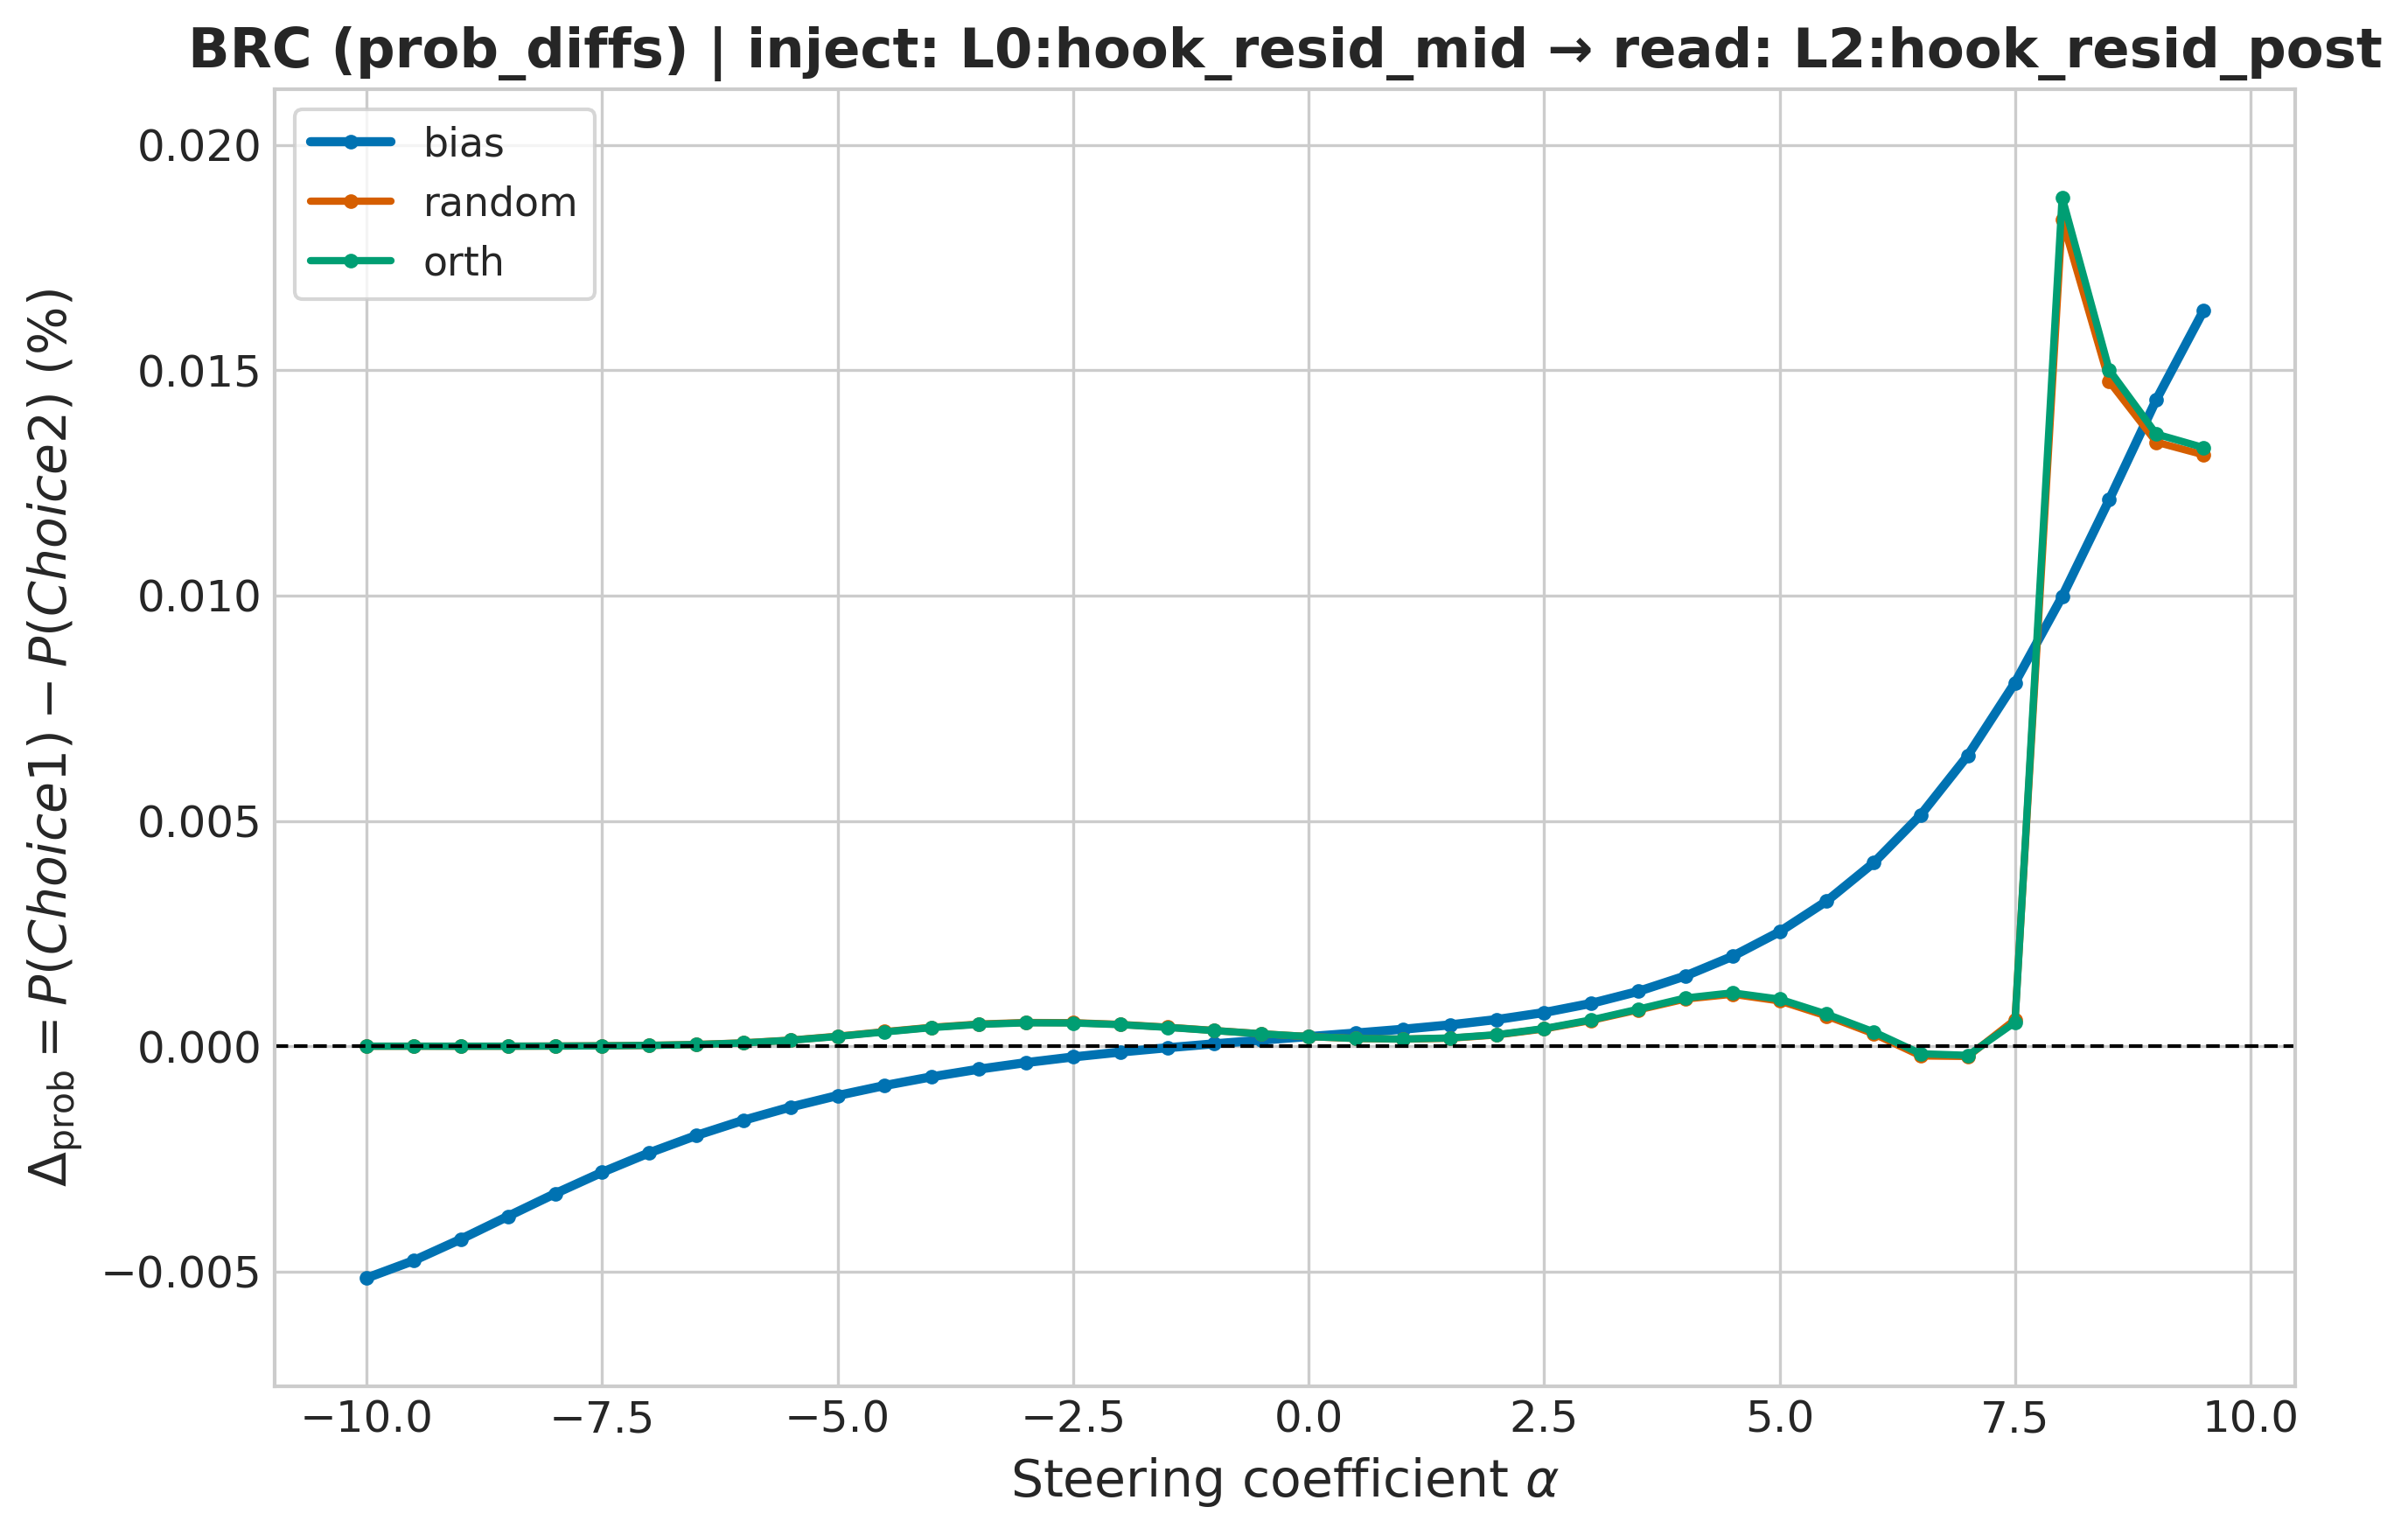 BRC (prob_diffs) | inject: L0:hook_resid_mid → read: L2:hook_resid_post
bias
random
orth
Δprob = P(Choice1) − P(Choice2) (%)
0.020
0.015
0.010
0.005
0.000
−0.005
−10.0 −7.5 −5.0 −2.5 0.0 2.5 5.0 7.5 10.0
Steering coefficient α